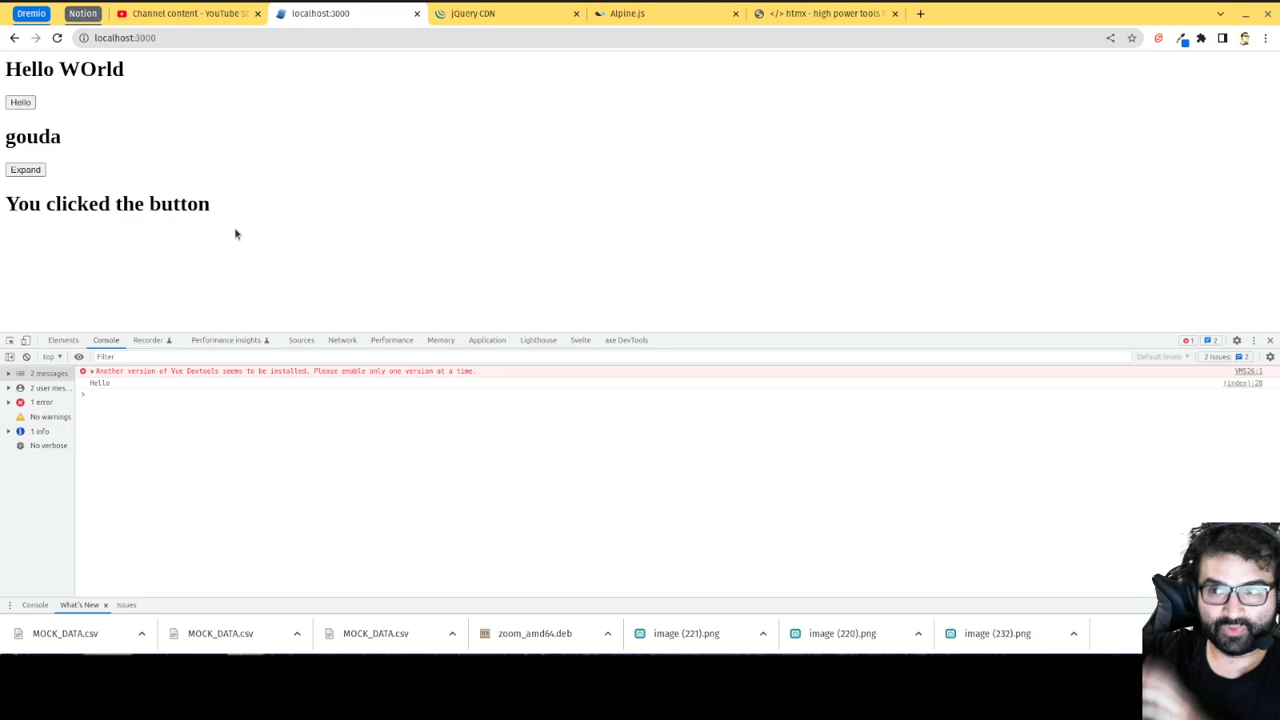 Dremio
Notion
Channel content - YouTube S
localhost:3000
jQuery CDN
Alpine.js
</> htmx - high power tools f
localhost:3000
Hello WOrld
Hello
gouda
Expand
You clicked the button
Elements
Console
Recorder
Performance insights
Sources
Network
Performance
Memory
Application
Lighthouse
Svelte
axe DevTools
1
2
top
Filter
Default levels
2 Issues:
2
2 messages
Another version of Vue Devtools seems to be installed. Please enable only one version at a time.
VM526:1
Hello
(index):20
2 user mes...
1 error
No warnings
1 info
No verbose
Console
What's New
Issues
MOCK_DATA.csv
MOCK_DATA.csv
MOCK_DATA.csv
zoom_amd64.deb
image (221).png
image (220).png
image (232).png